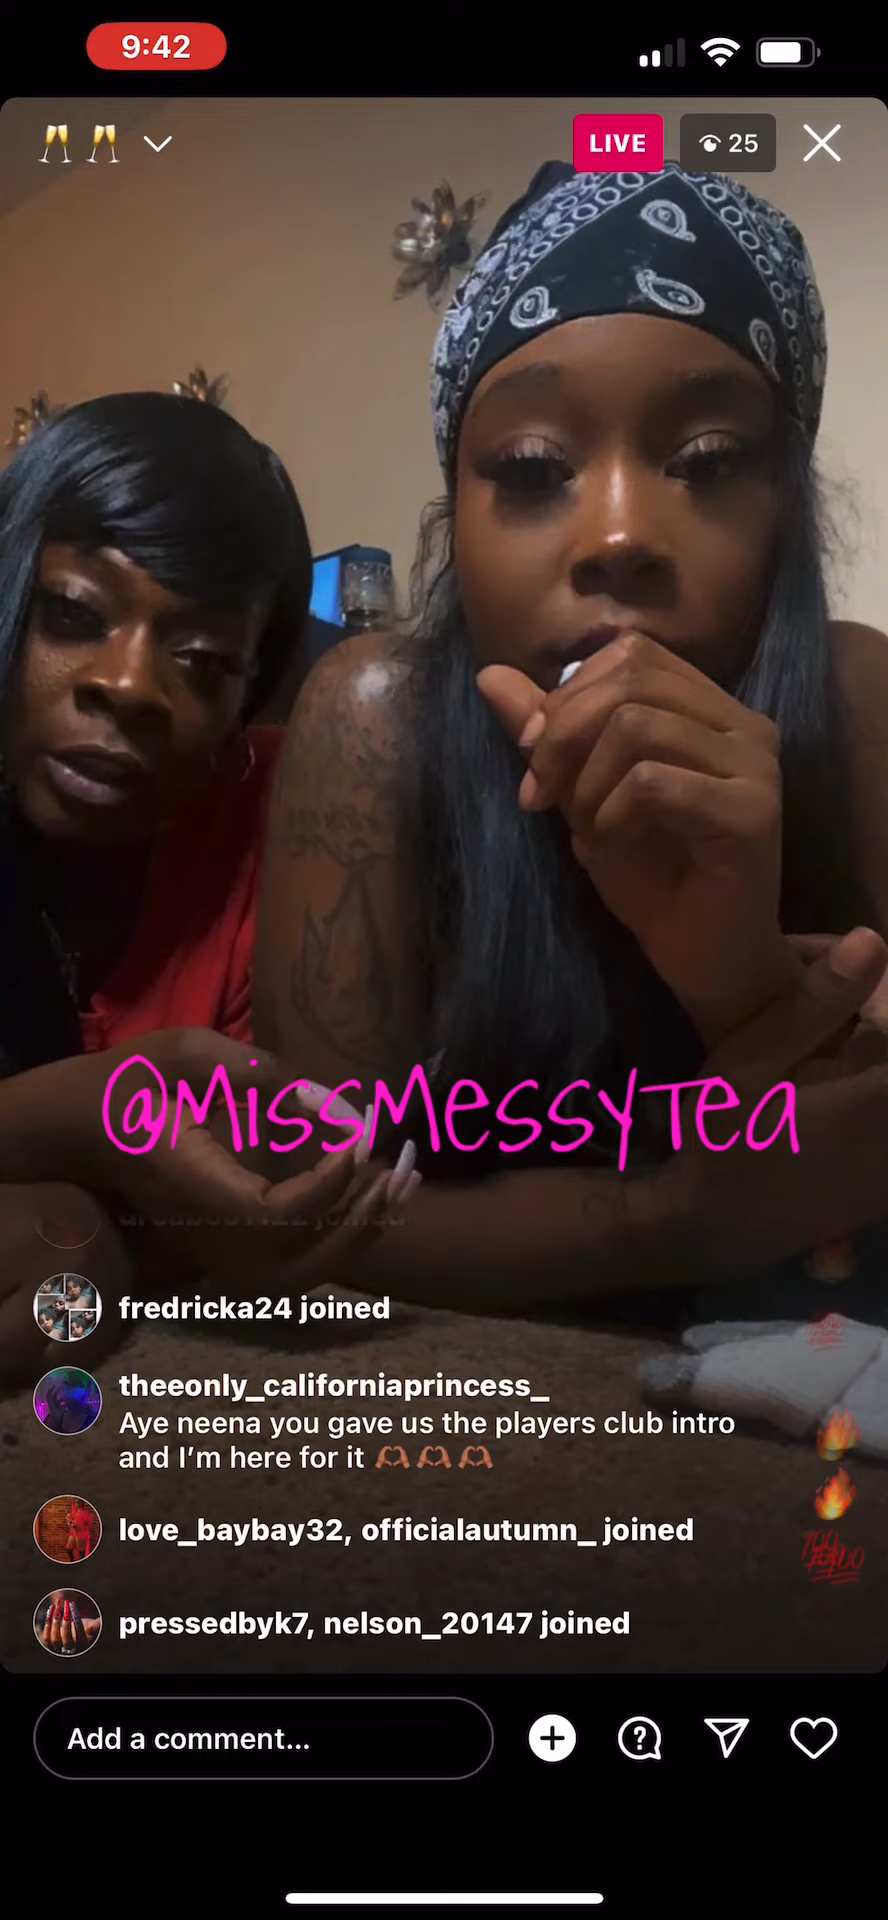 9:42
LIVE
25
@MissMessyTea
fredricka24 joined
theeonly_californiaprincess_
Aye neena you gave us the players club intro
and I'm here for it 🫶🏾🫶🏾🫶🏾
love_baybay32, officialautumn_ joined
pressedbyk7, nelson_20147 joined
Add a comment...